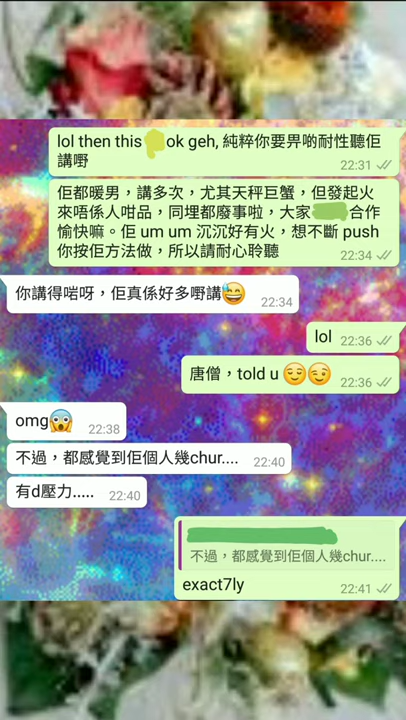 lol then this ok geh, 純粹你要畀啲耐性聽佢
講嘢
22:31
佢都暖男，講多次，尤其天秤巨蟹，但發起火
來唔係人咁品，同埋都廢事啦，大家 合作
愉快嘛。佢 um um 沉沉好有火，想不斷 push
你按佢方法做，所以請耐心聆聽
22:34
你講得啱呀，佢真係好多嘢講😅
22:34
lol
22:36
唐僧，told u 😌😏
22:36
omg😱
22:38
不過，都感覺到佢個人幾chur....
22:40
有d壓力.....
22:40
不過，都感覺到佢個人幾chur....
exact7ly
22:41